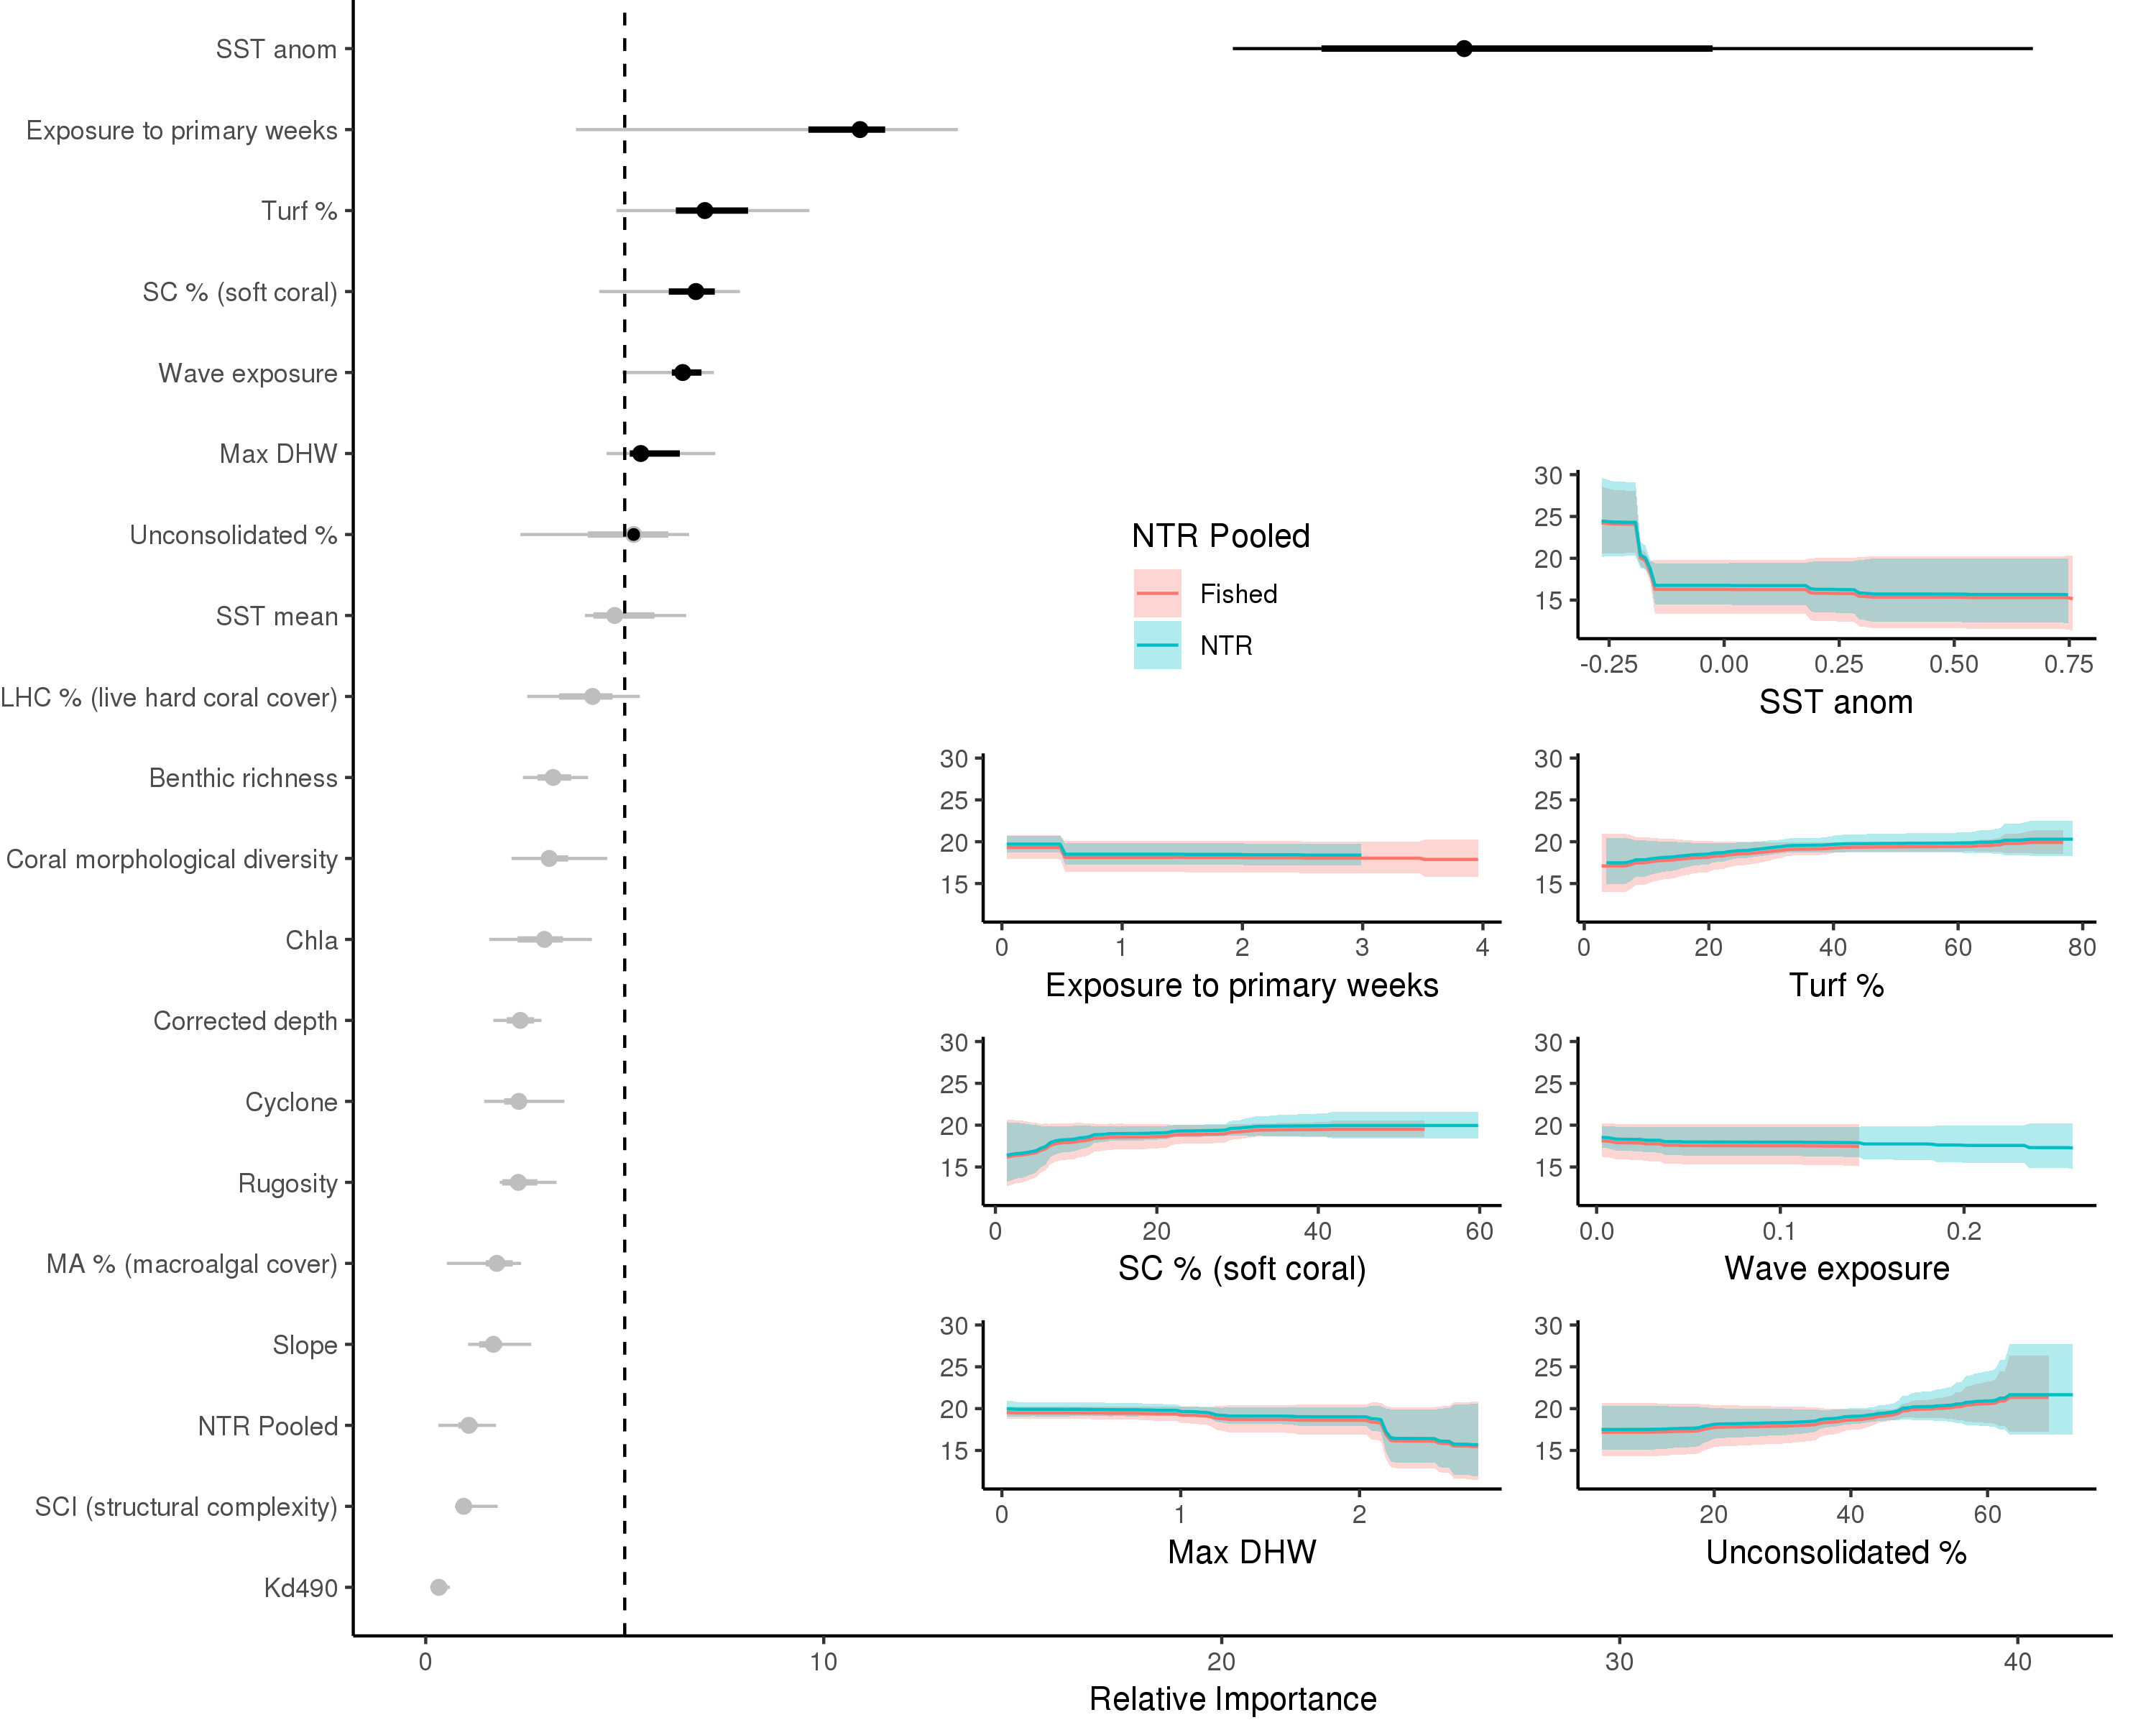 SST anom
Exposure to primary weeks
Turf %
SC % (soft coral)
Wave exposure
Max DHW
Unconsolidated %
SST mean
LHC % (live hard coral cover)
Benthic richness
Coral morphological diversity
Chla
Corrected depth
Cyclone
Rugosity
MA % (macroalgal cover)
Slope
NTR Pooled
SCI (structural complexity)
Kd490
0 10 20 30 40
Relative Importance
NTR Pooled
Fished
NTR
30
25
20
15
-0.25 0.00 0.25 0.50 0.75
SST anom
30
25
20
15
0 1 2 3 4
Exposure to primary weeks
30
25
20
15
0 20 40 60 80
Turf %
30
25
20
15
0 20 40 60
SC % (soft coral)
30
25
20
15
0.0 0.1 0.2
Wave exposure
30
25
20
15
0 1 2
Max DHW
30
25
20
15
20 40 60
Unconsolidated %